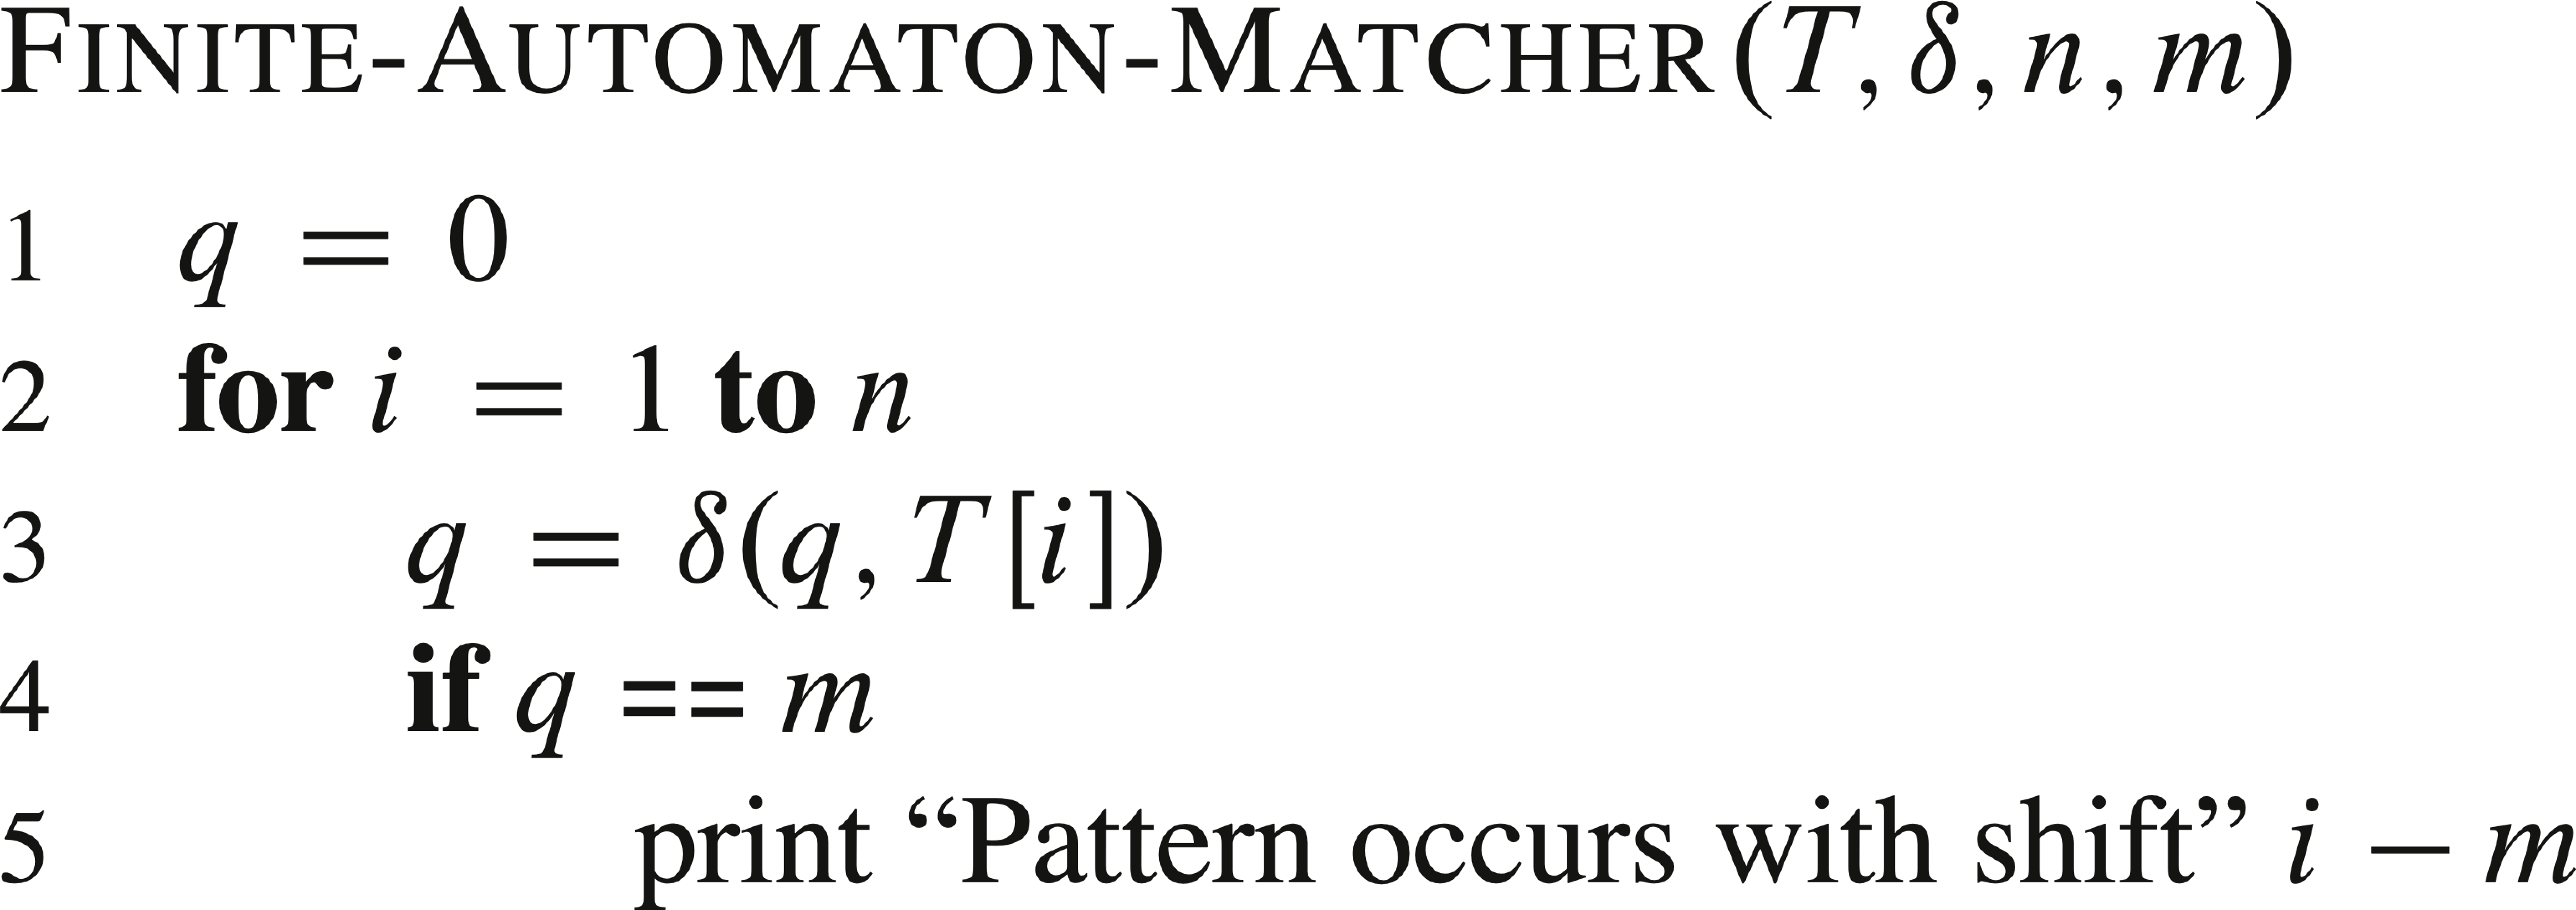 FINITE-AUTOMATON-MATCHER(T, δ, n, m)
1 q = 0
2 for i = 1 to n
3 q = δ(q, T[i])
4 if q == m
5 print “Pattern occurs with shift” i − m